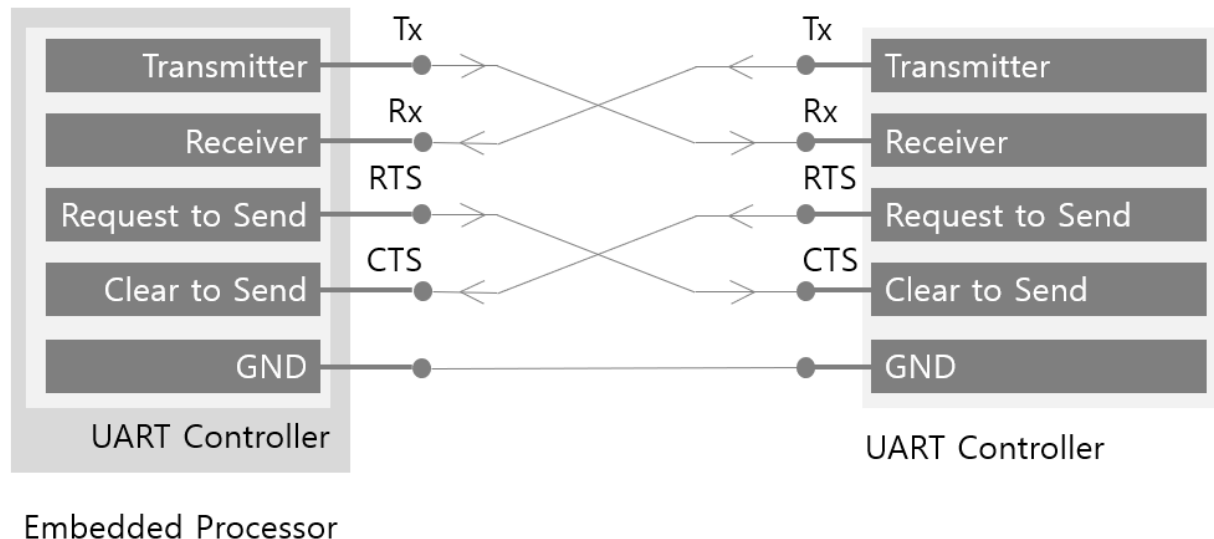 Tx
Tx
Transmitter
Transmitter
Rx
Rx
Receiver
Receiver
RTS
RTS
Request to Send
Request to Send
CTS
CTS
Clear to Send
Clear to Send
GND
GND
UART Controller
UART Controller
Embedded Processor